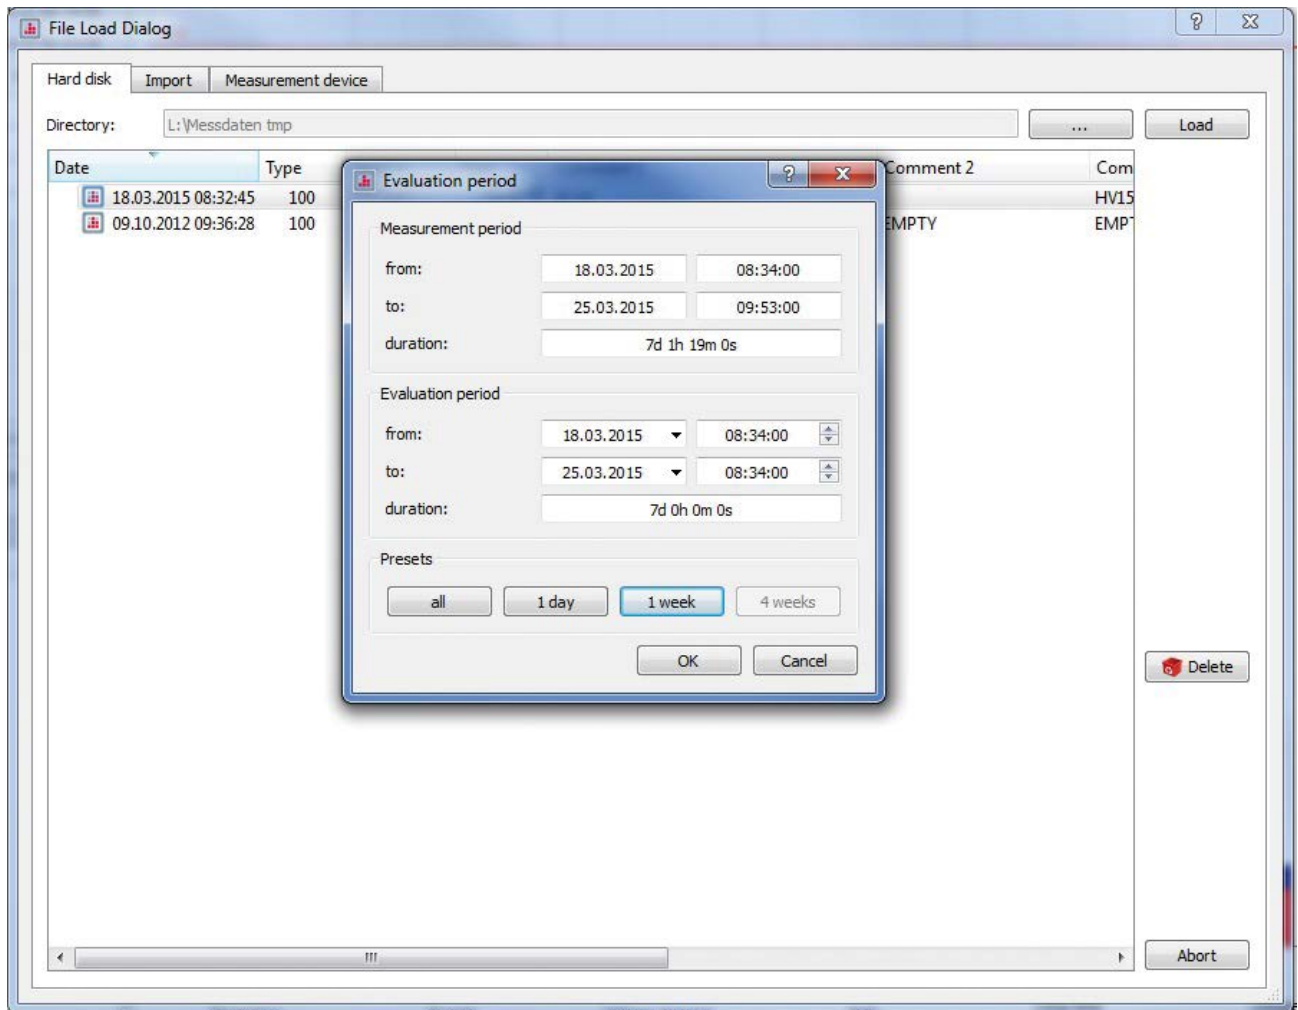 File Load Dialog
Hard disk Import Measurement device
Directory: L:\Messdaten tmp ... Load
Date Type Comment 2 Com
18.03.2015 08:32:45 100 HV15
09.10.2012 09:36:28 100 EMPTY EMPT
Evaluation period
Measurement period
from: 18.03.2015 08:34:00
to: 25.03.2015 09:53:00
duration: 7d 1h 19m 0s
Evaluation period
from: 18.03.2015 08:34:00
to: 25.03.2015 08:34:00
duration: 7d 0h 0m 0s
Presets
all 1 day 1 week 4 weeks
OK Cancel
Delete
Abort